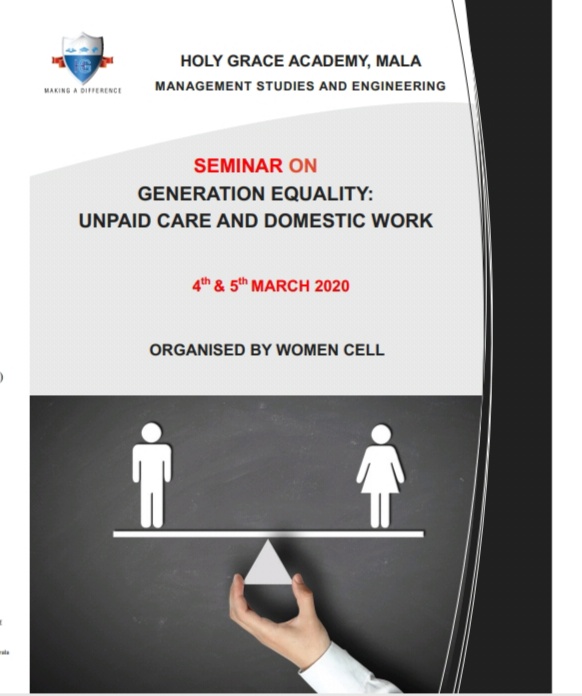 HOLY GRACE ACADEMY, MALA
MAKING A DIFFERENCE
MANAGEMENT STUDIES AND ENGINEERING
SEMINAR ON
GENERATION EQUALITY:
UNPAID CARE AND DOMESTIC WORK
4th & 5th MARCH 2020
ORGANISED BY WOMEN CELL
)